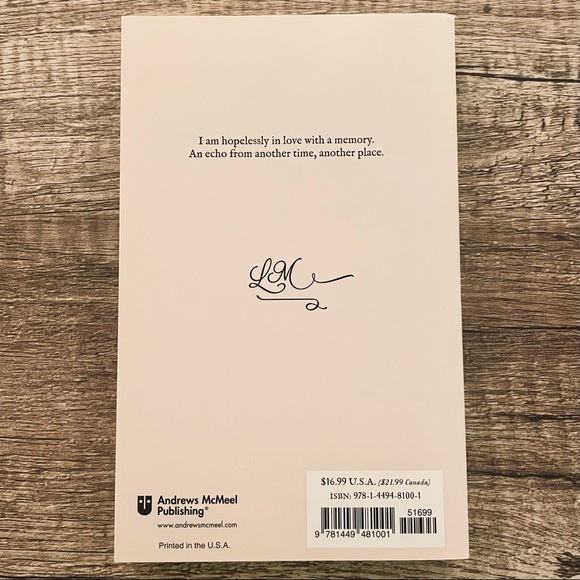 I am hopelessly in love with a memory.
An echo from another time, another place.
LM
Andrews McMeel
Publishing®
www.andrewsmcmeel.com
Printed in the U.S.A.
$16.99 U.S.A. ($21.99 Canada)
ISBN: 978-1-4494-8100-1
51699
9 781449 481001